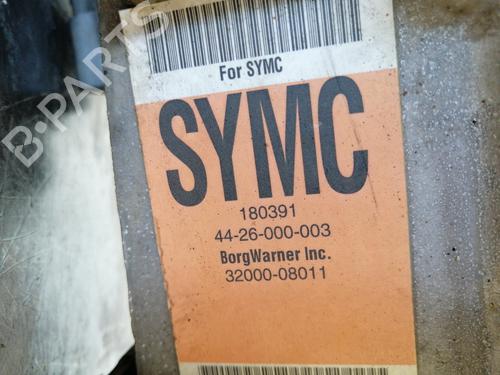 For SYMC
SYMC
180391
44-26-000-003
BorgWarner Inc.
32000-08011
B-PARTS